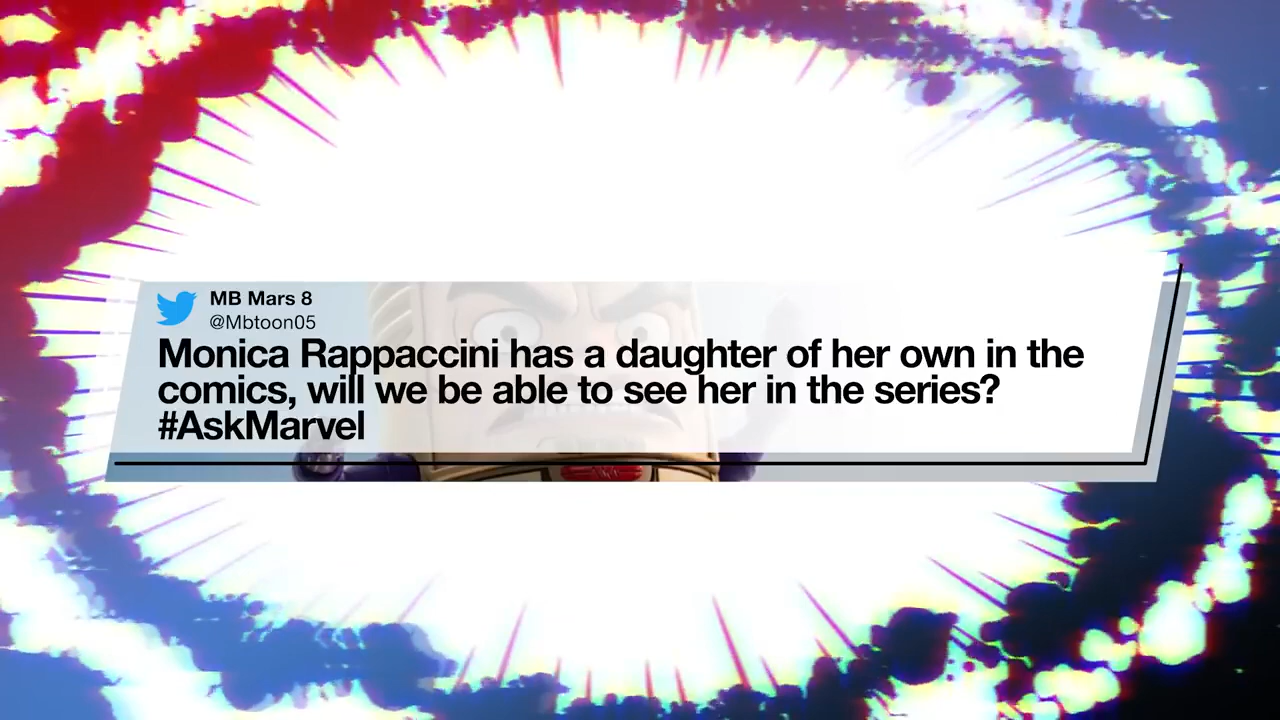 MB Mars 8
@Mbtoon05
Monica Rappaccini has a daughter of her own in the
comics, will we be able to see her in the series?
#AskMarvel